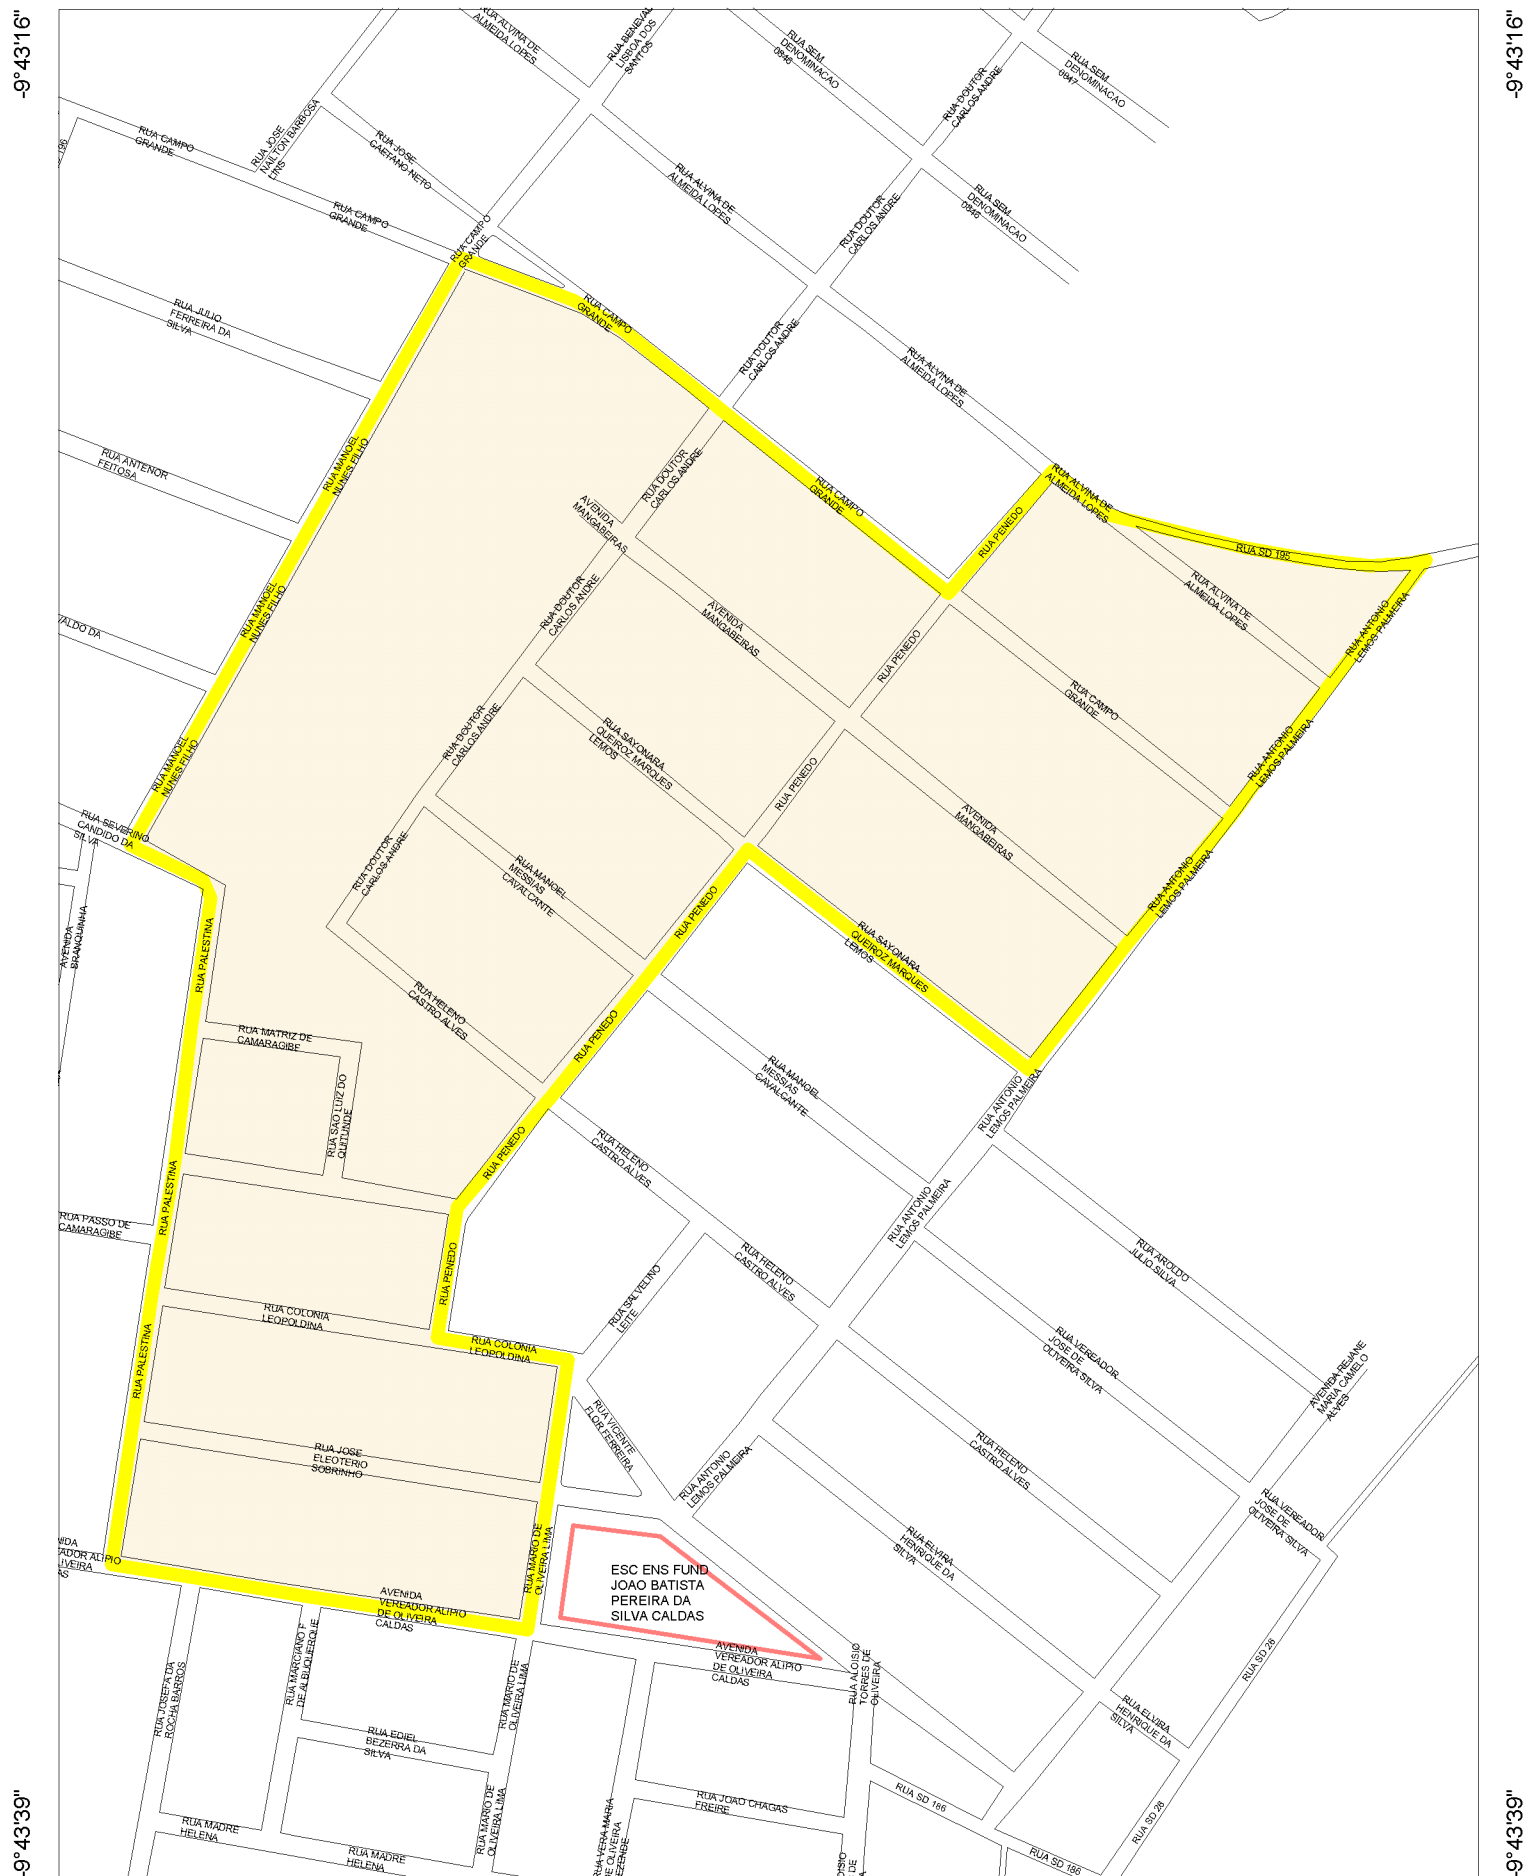 -9°43'16"
-9°43'16"
RUA ALVINA DE
ALMEIDA LOPES
LISBOA DOS
SANTOS
RUA SEM
DENOMINACAO
0846
RUA SEM
DENOMINACAO
0847
RUA DOUTOR
CARLOS ANDRE
RUA CAMPO
GRANDE
RUA JOSE
NAILTON BARBOSA
LINS
RUA JOSE
CAETANO NETO
RUA CAMPO
GRANDE
RUA CAMPO
GRANDE
RUA ALVINA DE
ALMEIDA LOPES
RUA DOUTOR
CARLOS ANDRE
RUA SEM
DENOMINACAO
0846
RUA JULIO
FERREIRA DA
SILVA
RUA CAMPO
GRANDE
RUA DOUTOR
CARLOS ANDRE
RUA ALVINA DE
ALMEIDA LOPES
RUA ANTENOR
FEITOSA
RUA MANOEL
NUNES FILHO
RUA DOUTOR
CARLOS ANDRE
AVENIDA
MANGABEIRAS
RUA CAMPO
GRANDE
RUA PENEDO
RUA ALVINA DE
ALMEIDA LOPES
RUA SD 195
RUA ALVINA DE
ALMEIDA LOPES
RUA ANTONIO
LEMOS PALMEIRA
VALDO DA
RUA MANOEL
NUNES FILHO
RUA DOUTOR
CARLOS ANDRE
AVENIDA
MANGABEIRAS
RUA PENEDO
RUA CAMPO
GRANDE
RUA MANOEL
NUNES FILHO
RUA DOUTOR
CARLOS ANDRE
RUA SAYONARA
QUEIROZ MARQUES
LEMOS
RUA PENEDO
RUA ANTONIO
LEMOS PALMEIRA
AVENIDA
MANGABEIRAS
RUA SEVERINO
CANDIDO DA
SILVA
RUA DOUTOR
CARLOS ANDRE
RUA MANOEL
MESSIAS
CAVALCANTE
RUA PENEDO
RUA ANTONIO
LEMOS PALMEIRA
AVENIDA
BRANQUINHA
RUA PALESTINA
RUA SAYONARA
QUEIROZ MARQUES
LEMOS
RUA HELENO
CASTRO ALVES
RUA PENEDO
RUA MATRIZ DE
CAMARAGIBE
RUA SAO LUIZ DO
QUITUNDE
RUA MANOEL
MESSIAS
CAVALCANTE
RUA ANTONIO
LEMOS PALMEIRA
RUA PENEDO
RUA HELENO
CASTRO ALVES
RUA PALESTINA
RUA PASSO DE
CAMARAGIBE
RUA ANTONIO
LEMOS PALMEIRA
RUA PENEDO
RUA HELENO
CASTRO ALVES
RUA AROLDO
JULIO SILVA
RUA SALVELINO
LEITE
RUA COLONIA
LEOPOLDINA
RUA COLONIA
LEOPOLDINA
RUA PALESTINA
RUA VEREADOR
JOSE DE
OLIVEIRA SILVA
AVENIDA REJANE
MARIA CAMELO
ALVES
RUA VICENTE
FLOR FERREIRA
RUA JOSE
ELEOTERIO
SOBRINHO
RUA ANTONIO
LEMOS PALMEIRA
RUA HELENO
CASTRO ALVES
RUA VEREADOR
JOSE DE
OLIVEIRA SILVA
RUA MARIO DE
OLIVEIRA LIMA
RUA ELVIRA
HENRIQUE DA
SILVA
ESC ENS FUND
JOAO BATISTA
PEREIRA DA
SILVA CALDAS
AVENIDA
VEREADOR ALIPIO
DE OLIVEIRA
CALDAS
AVENIDA
VEREADOR ALIPIO
DE OLIVEIRA
CALDAS
RUA JOSEFA DA
ROCHA BARROS
RUA MARCIANO F
DE ALBUQUERQUE
RUA MARIO DE
OLIVEIRA LIMA
RUA ALOISIO
TORRES DE
OLIVEIRA
RUA SD 26
RUA ELVIRA
HENRIQUE DA
SILVA
RUA EDIEL
BEZERRA DA
SILVA
RUA JOAO CHAGAS
FREIRE
RUA SD 186
RUA MADRE
HELENA
RUA MADRE
HELENA
RUA MARIO DE
OLIVEIRA LIMA
RUA VERA MARIA
DE OLIVEIRA
RUA SD 186
RUA SD 28
-9°43'39"
-9°43'39"